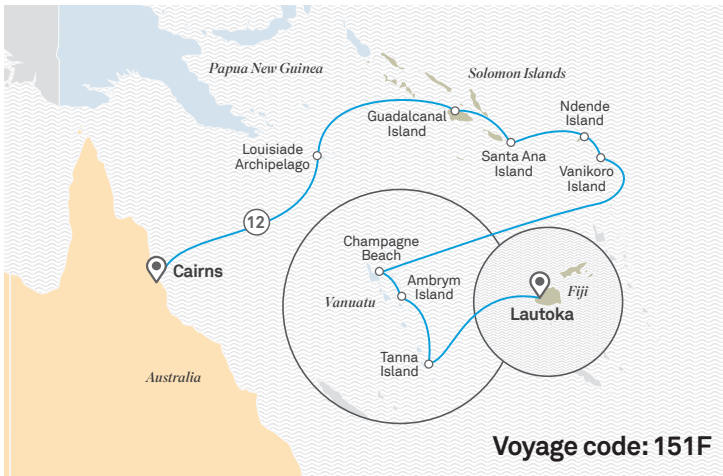 Papua New Guinea
Solomon Islands
Guadalcanal
Island
Ndende
Island
Louisiade
Archipelago
Santa Ana
Island
Vanikoro
Island
12
Champagne
Beach
Cairns
Ambrym
Island
Vanuatu
Fiji
Lautoka
Tanna
Island
Australia
Voyage code: 151F